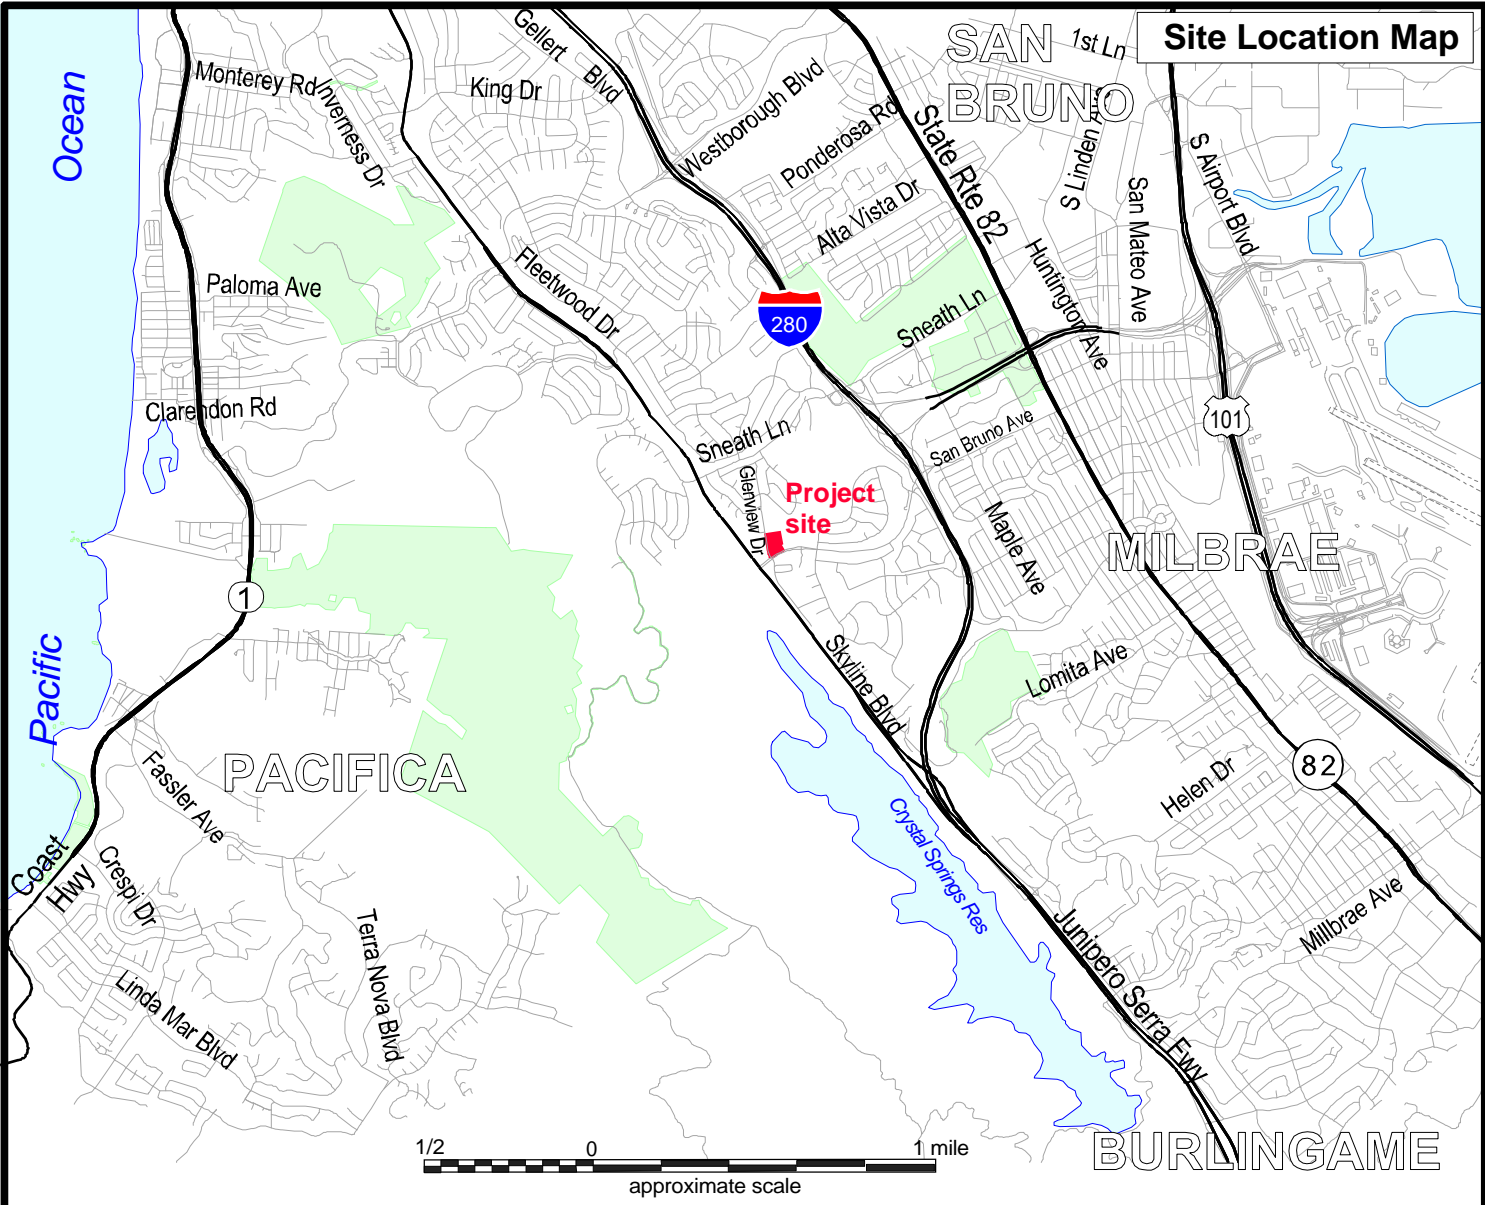 Site Location Map
SAN
BRUNO
1st Ln
Gellert Blvd
King Dr
Monterey Rd
Inverness Dr
Ocean
Westborough Blvd
Ponderosa Rd
State Rte 82
S Linden Ave
S Airport Blvd
San Mateo Ave
Alta Vista Dr
Huntington Ave
Fleetwood Dr
Paloma Ave
280
Sneath Ln
Clarendon Rd
101
Sneath Ln
San Bruno Ave
Glenview Dr
Project
site
Maple Ave
MILBRAE
1
Pacific
Skyline Blvd
Lomita Ave
PACIFICA
Fassler Ave
82
Helen Dr
Crystal Springs Res
Coast
Hwy
Crespi Dr
Terra Nova Blvd
Linda Mar Blvd
Millbrae Ave
Junipero Serra Fwy
BURLINGAME
1/2 0 1 mile
approximate scale